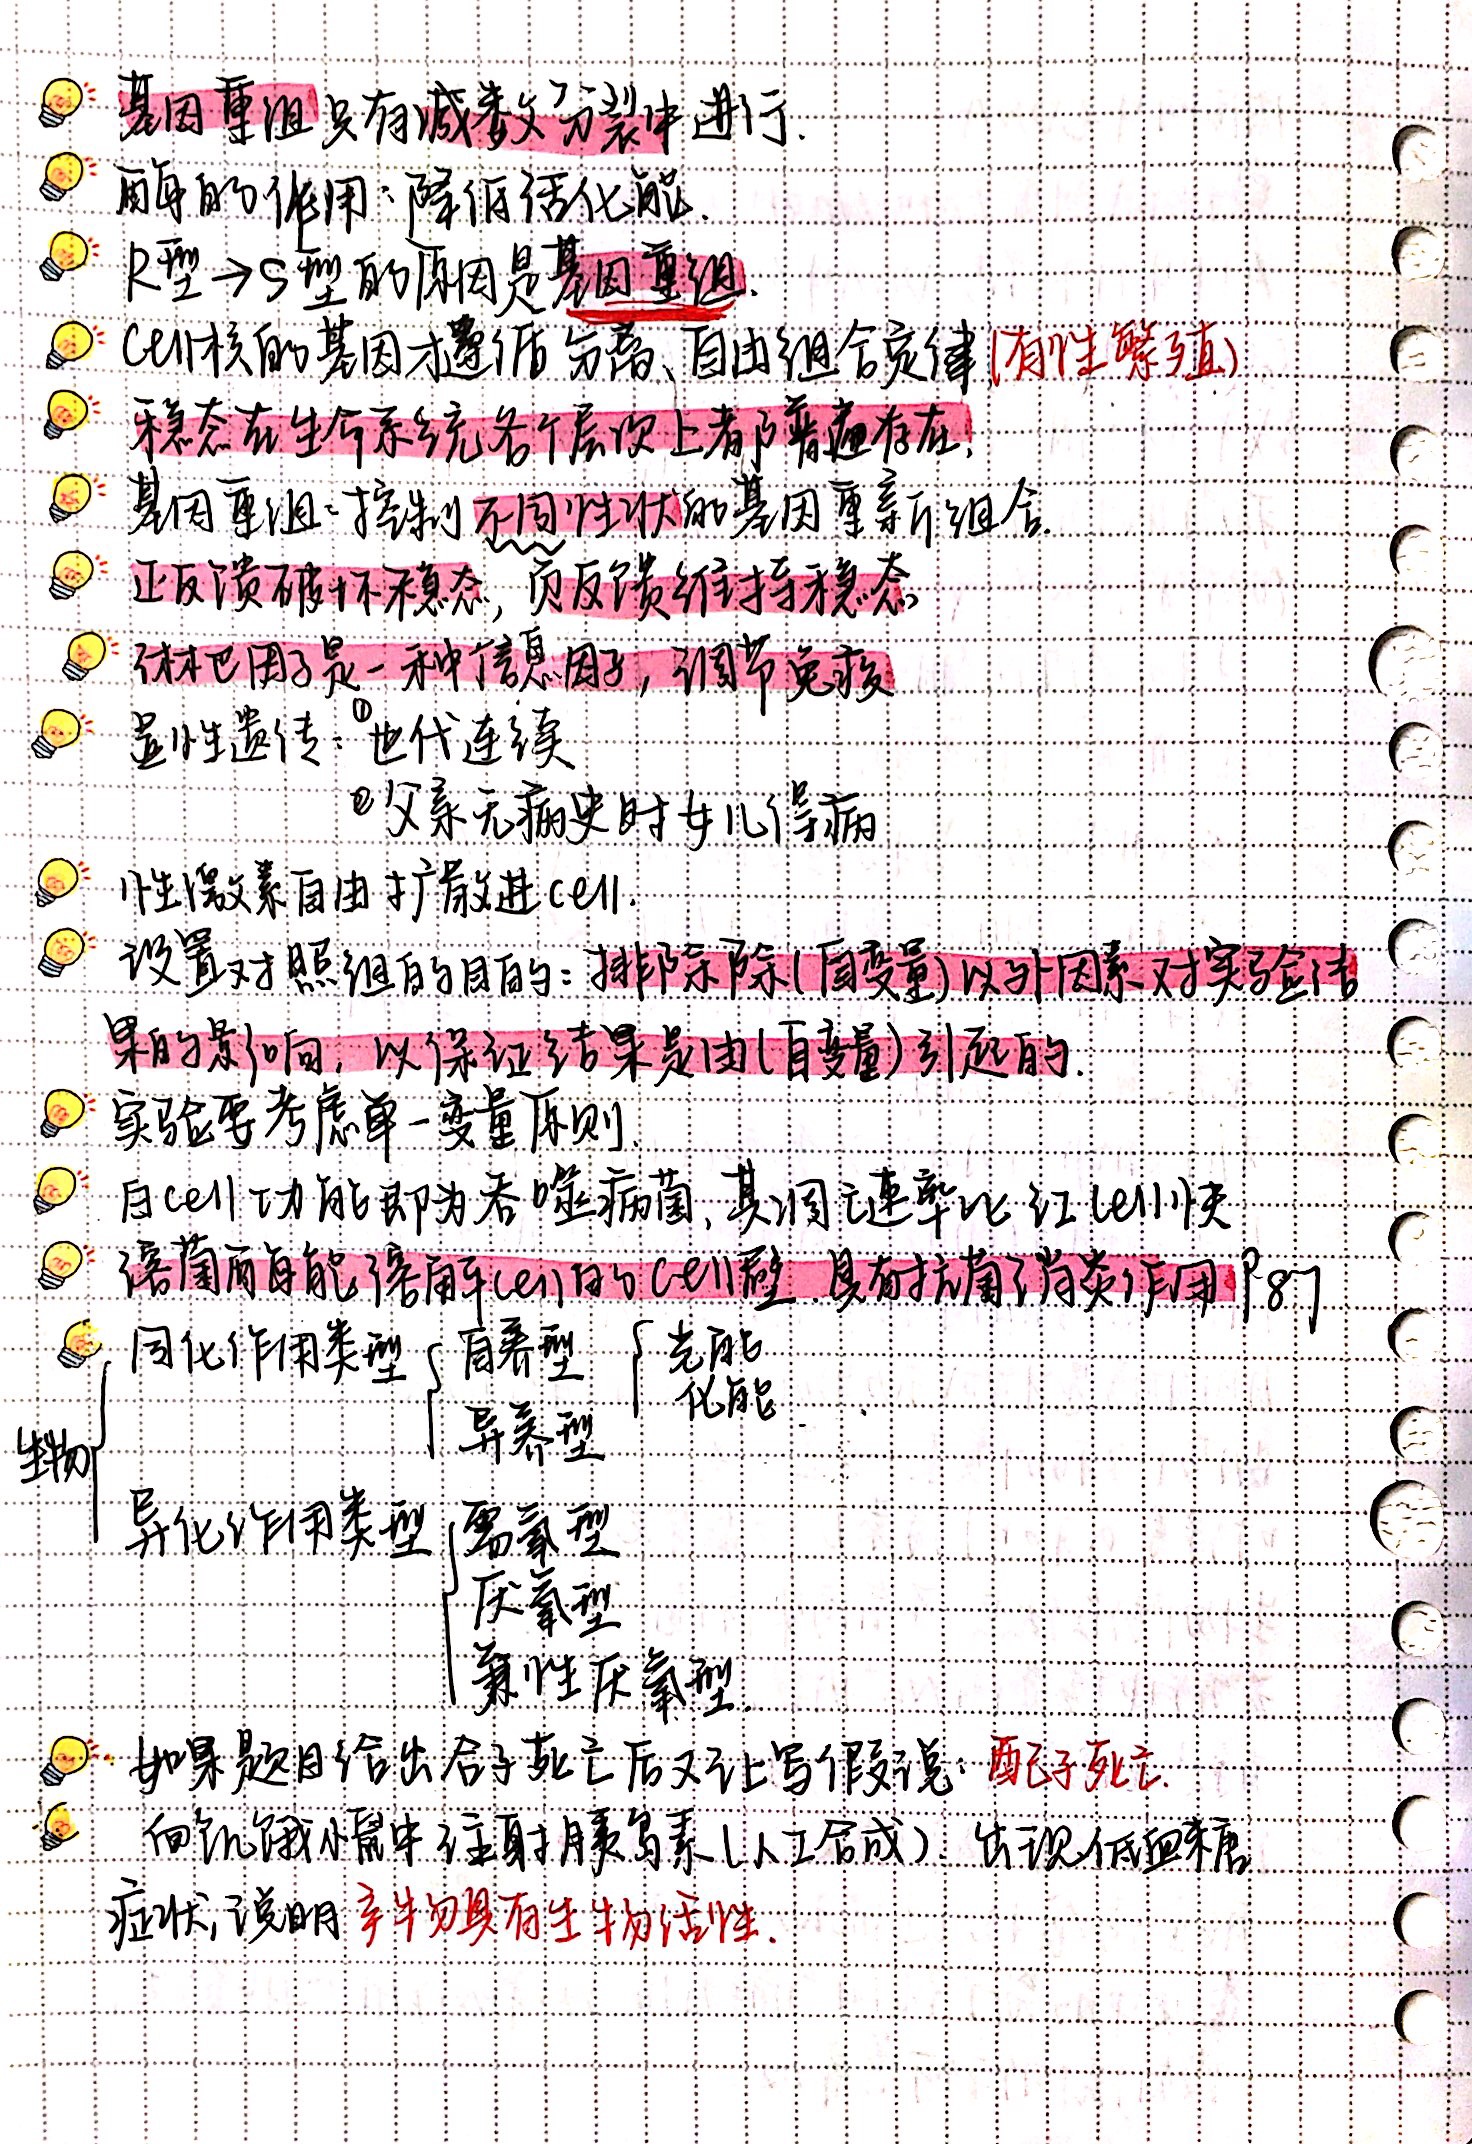 基因重组只有减数分裂中进行.
酶的作用:降低活化能.
R型→S型的原因是基因重组.
Cell核的基因才遵循分离、自由组合定律(有性繁殖)
稳态在生命系统各个层次上都普遍存在.
基因重组:控制不同性状的基因重新组合.
正反馈破坏稳态,负反馈维持稳态
淋巴因子是一种信息因子,调节免疫
显性遗传:①世代连续
②父亲无病史时女儿得病
性激素自由扩散进cell.
设置对照组的目的:排除除(自变量)以外因素对实验结
果的影响,以保证结果是由(自变量)引起的.
实验要考虑单一变量原则.
白cell功能即为吞噬病菌,其凋亡速率比红cell快
溶菌酶能溶解cell的cell壁.具有抗菌消炎作用 P87
生物
同化作用类型 自养型 光能
化能
异养型
异化作用类型 需氧型
厌氧型
兼性厌氧型.
如果题目给出合子死亡后又让写假说:配子死亡.
向饥饿小鼠中注射胰岛素(人工合成).出现低血糖
症状,说明产物具有生物活性.